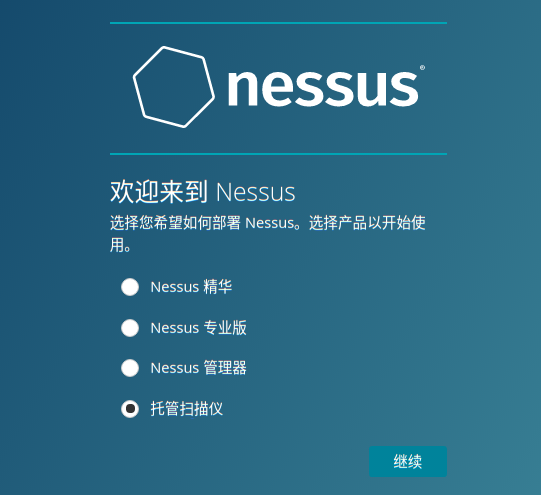 nessus®
欢迎来到 Nessus
选择您希望如何部署 Nessus。选择产品以开始使
用。
Nessus 精华
Nessus 专业版
Nessus 管理器
托管扫描仪
继续